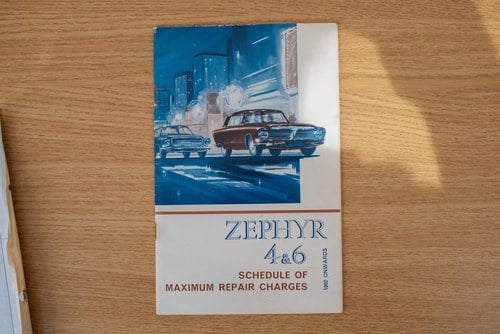 ZEPHYR
4&6
SCHEDULE OF
MAXIMUM REPAIR CHARGES
1962 ONWARDS